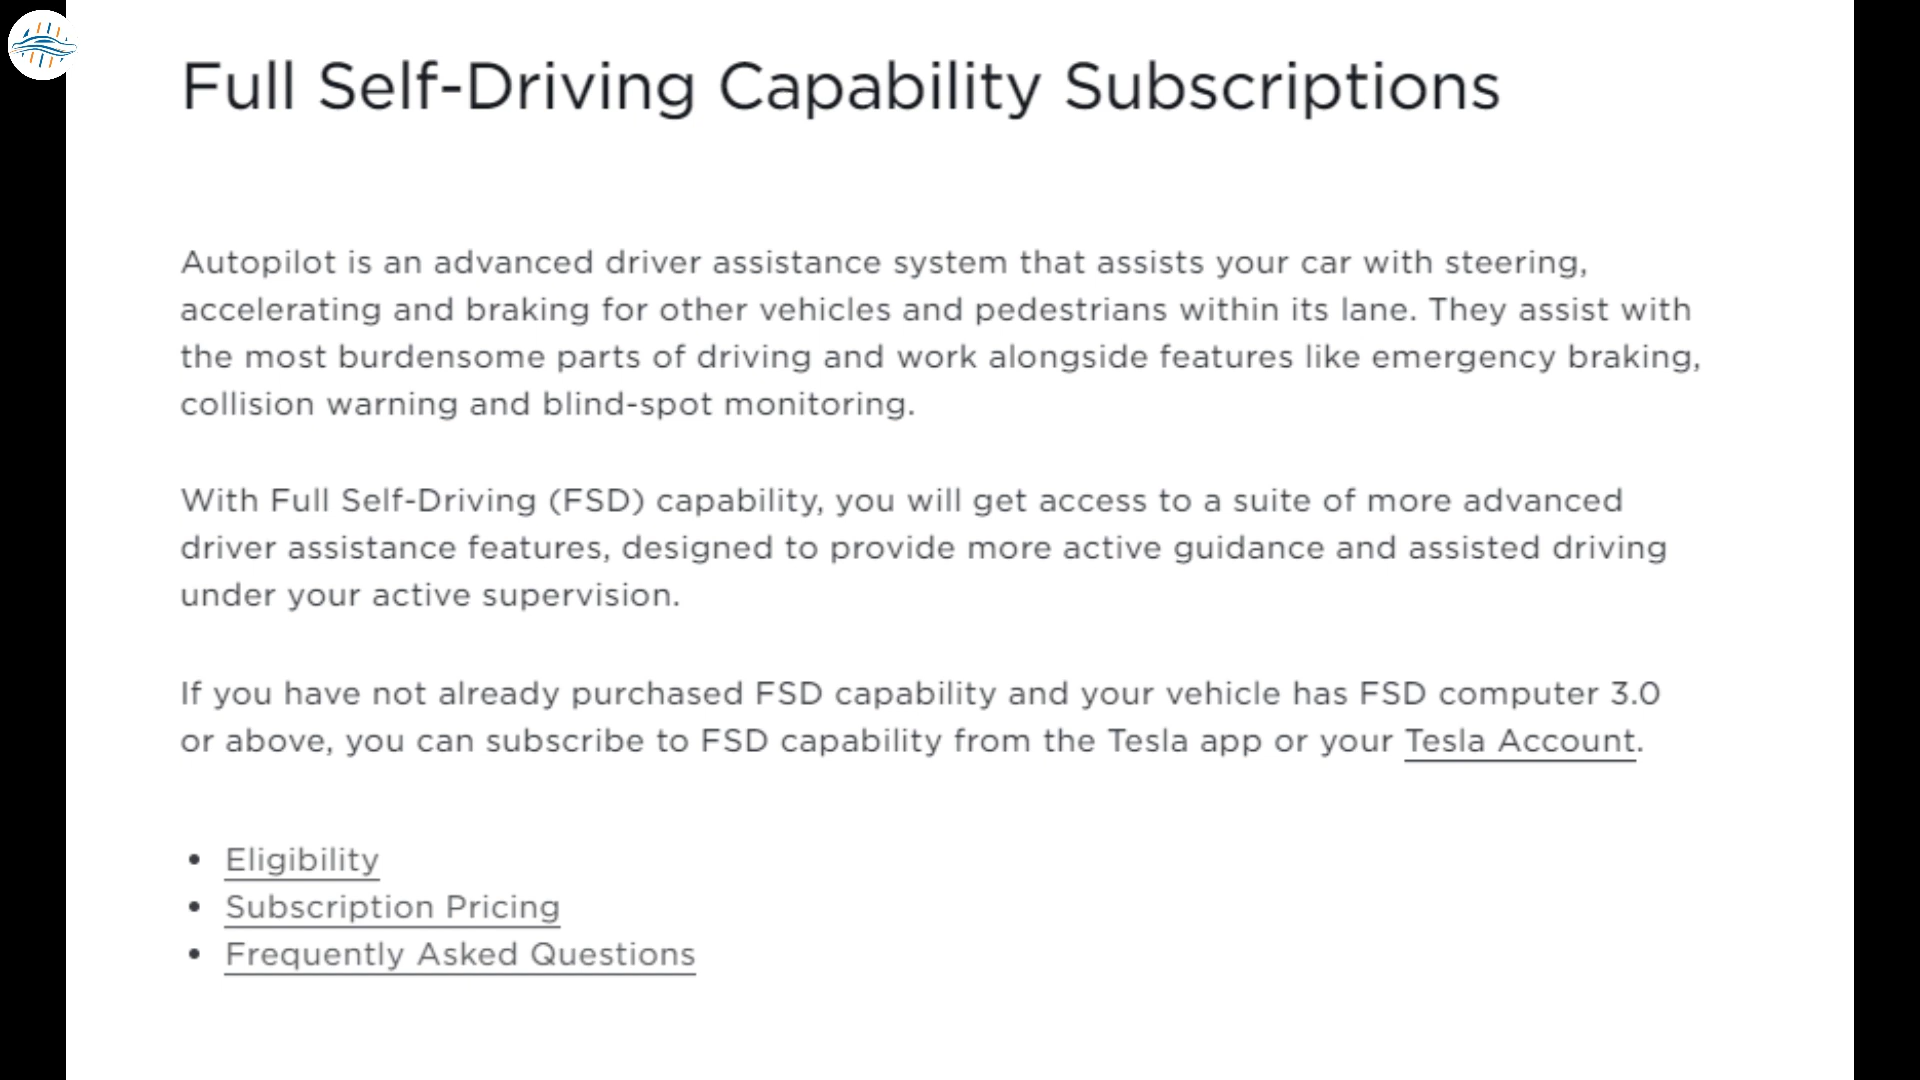 Full Self-Driving Capability Subscriptions
Autopilot is an advanced driver assistance system that assists your car with steering,
accelerating and braking for other vehicles and pedestrians within its lane. They assist with
the most burdensome parts of driving and work alongside features like emergency braking,
collision warning and blind-spot monitoring.
With Full Self-Driving (FSD) capability, you will get access to a suite of more advanced
driver assistance features, designed to provide more active guidance and assisted driving
under your active supervision.
If you have not already purchased FSD capability and your vehicle has FSD computer 3.0
or above, you can subscribe to FSD capability from the Tesla app or your Tesla Account.
• Eligibility
• Subscription Pricing
• Frequently Asked Questions